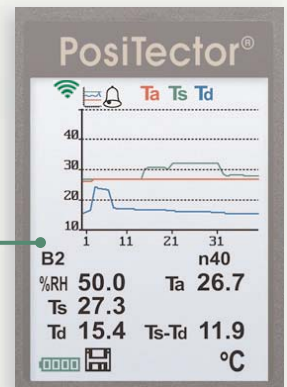 PosiTector®
Ta Ts Td
40
30
20
10
1 11 21 31
B2 n40
%RH 50.0 Ta 26.7
Ts 27.3
Td 15.4 Ts-Td 11.9
°C